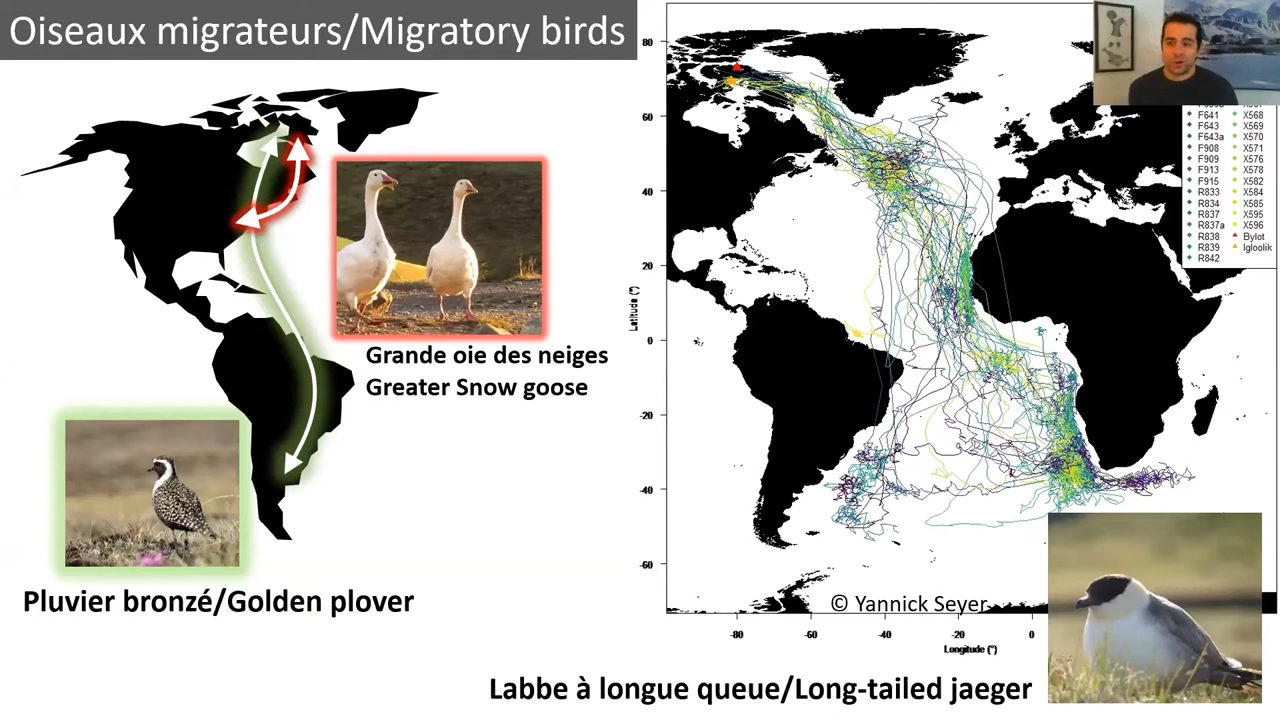 Oiseaux migrateurs/Migratory birds
Grande oie des neiges
Greater Snow goose
Pluvier bronzé/Golden plover
80
60
40
20
0
-20
-40
-60
Latitude (°)
-80
-60
-40
-20
0
Longitude (°)
F641
F643
F643a
F908
F909
F913
F915
R833
R834
R837
R837a
R838
R839
R842
X568
X569
X570
X571
X576
X578
X582
X584
X585
X595
X596
Bylot
Igloolik
© Yannick Seyer
Labbe à longue queue/Long-tailed jaeger